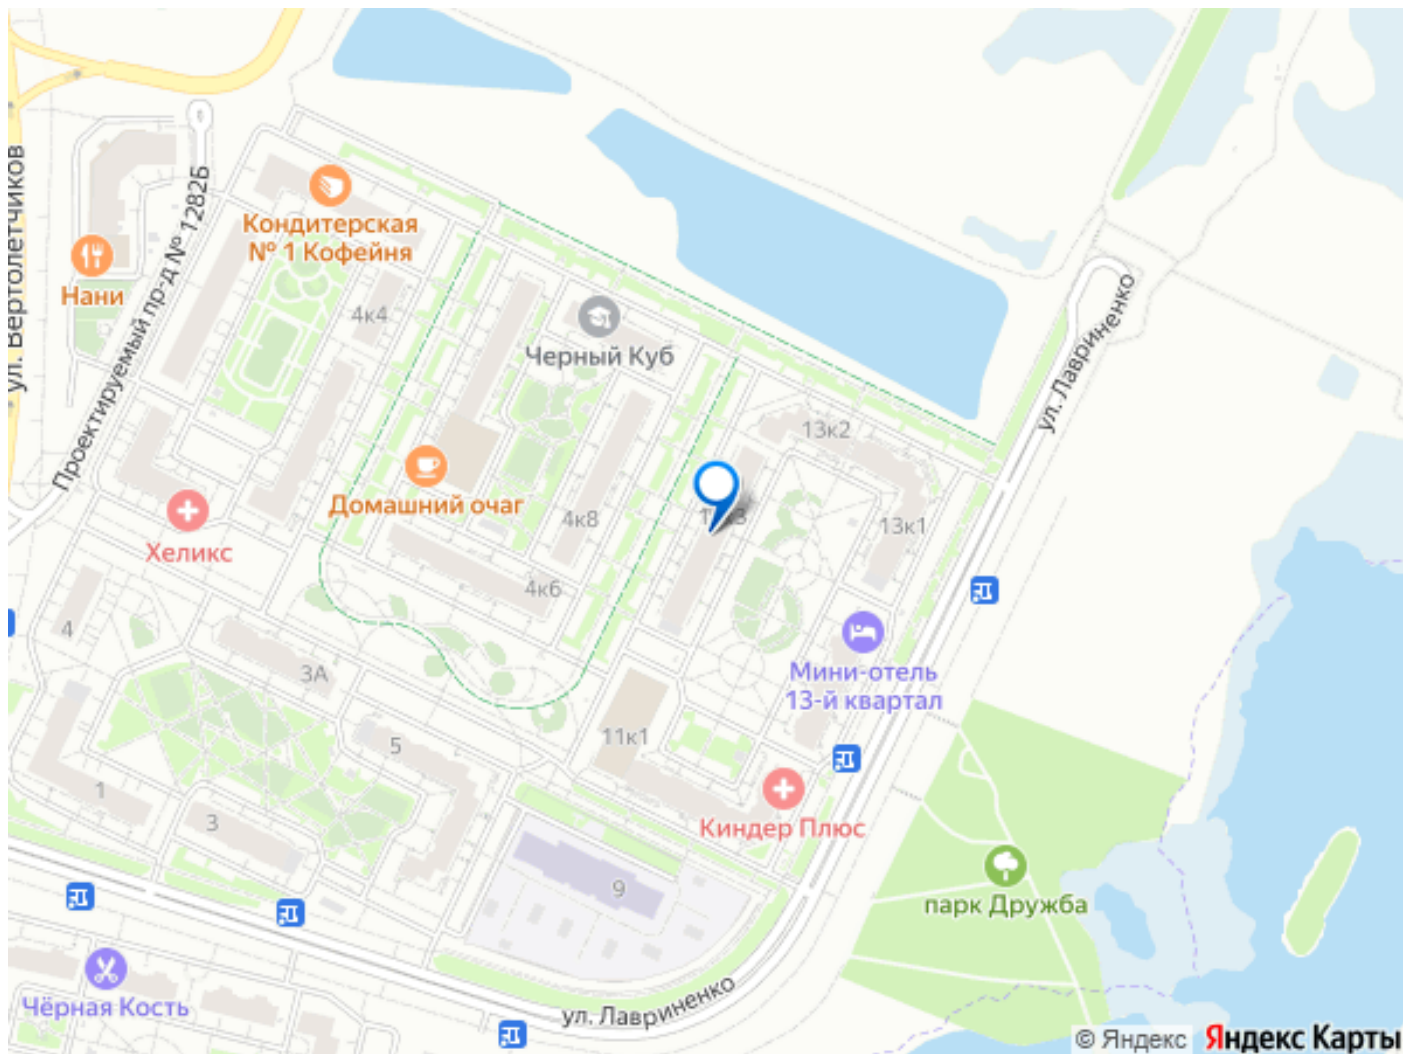 ул. Вертолетчиков
Проектируемый пр-д № 1282Б
Кондитерская
№ 1 Кофейня
Нани
4к4
Черный Куб
ул. Лавриненко
13к2
Домашний очаг
4к8
13к1
Хеликс
4к6
4
3А
Мини-отель
13-й квартал
11к1
5
1
3
Киндер Плюс
9
парк Дружба
Чёрная Кость
ул. Лавриненко
© Яндекс Яндекс Карты